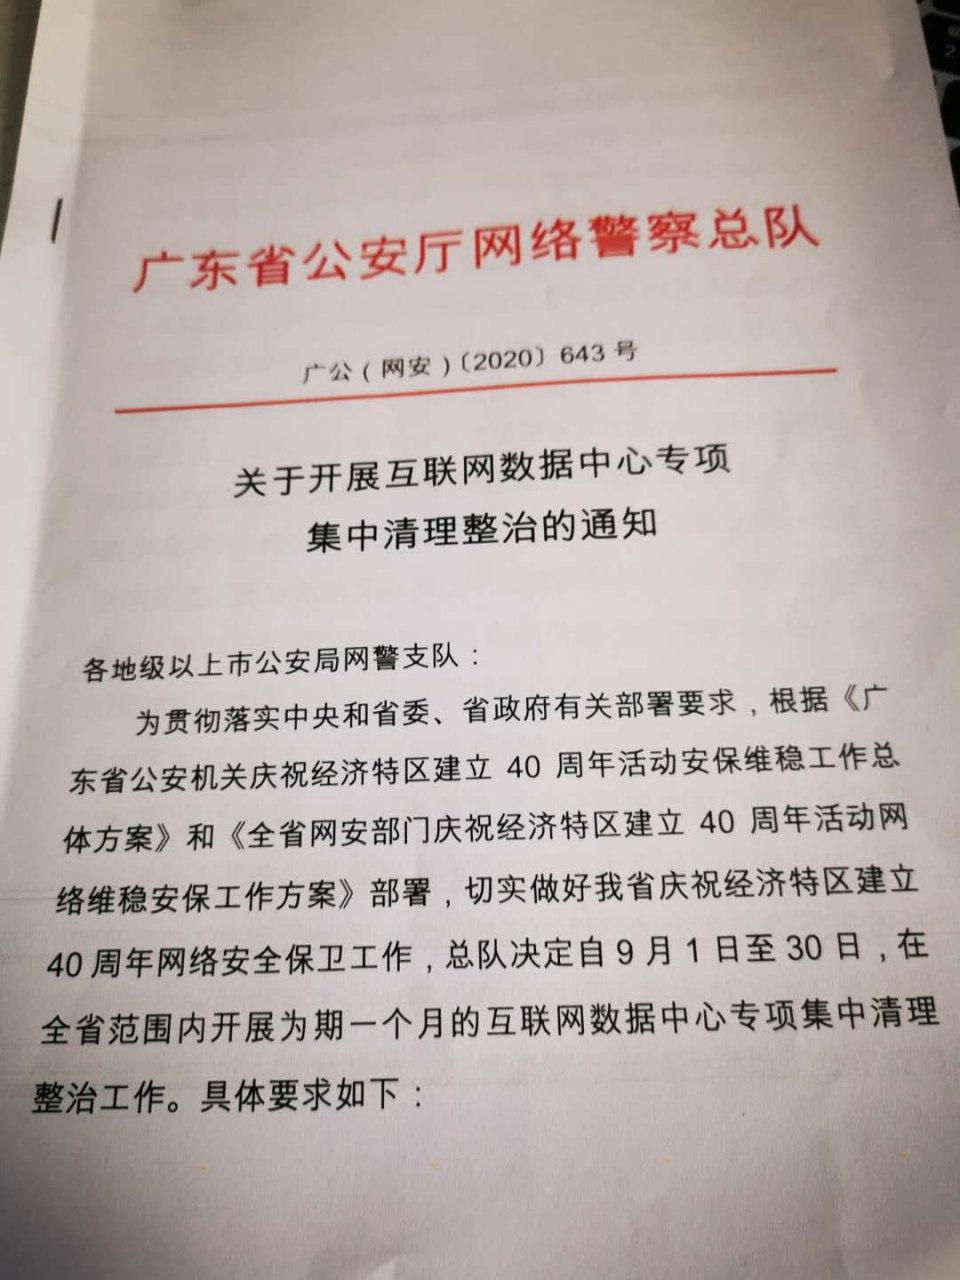 广东省公安厅网络警察总队
广公(网安)〔2020〕643号
关于开展互联网数据中心专项
集中清理整治的通知
各地级以上市公安局网警支队:
为贯彻落实中央和省委、省政府有关部署要求,根据《广
东省公安机关庆祝经济特区建立 40 周年活动安保维稳工作总
体方案》和《全省网安部门庆祝经济特区建立 40 周年活动网
络维稳安保工作方案》部署,切实做好我省庆祝经济特区建立
40 周年网络安全保卫工作,总队决定自 9 月 1 日至 30 日,在
全省范围内开展为期一个月的互联网数据中心专项集中清理
整治工作。具体要求如下: